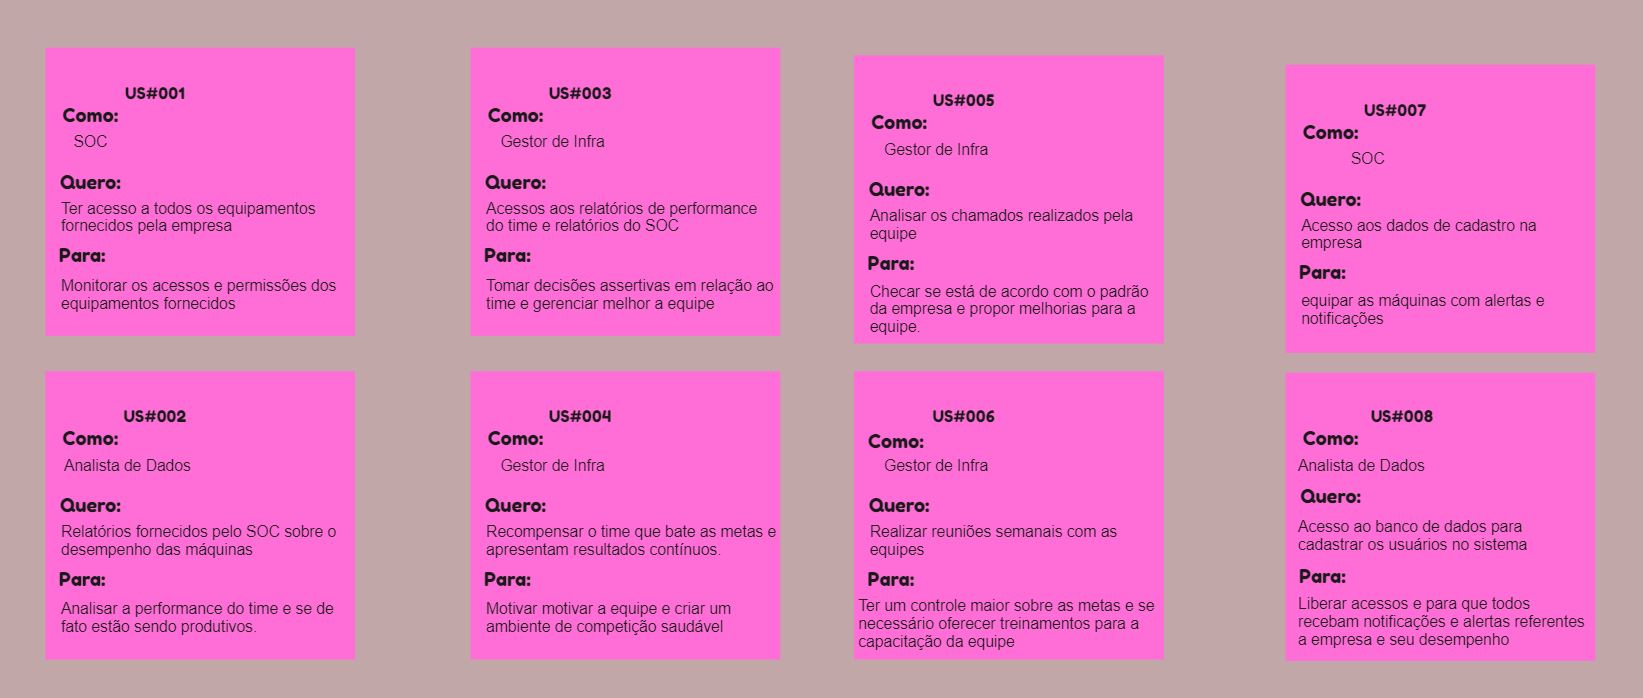 US#001
Como:
SOC
Quero:
Ter acesso a todos os equipamentos
fornecidos pela empresa
Para:
Monitorar os acessos e permissões dos
equipamentos fornecidos
US#003
Como:
Gestor de Infra
Quero:
Acessos aos relatórios de performance
do time e relatórios do SOC
Para:
Tomar decisões assertivas em relação ao
time e gerenciar melhor a equipe
US#005
Como:
Gestor de Infra
Quero:
Analisar os chamados realizados pela
equipe
Para:
Checar se está de acordo com o padrão
da empresa e propor melhorias para a
equipe.
US#007
Como:
SOC
Quero:
Acesso aos dados de cadastro na
empresa
Para:
equipar as máquinas com alertas e
notificações
US#002
Como:
Analista de Dados
Quero:
Relatórios fornecidos pelo SOC sobre o
desempenho das máquinas
Para:
Analisar a performance do time e se de
fato estão sendo produtivos.
US#004
Como:
Gestor de Infra
Quero:
Recompensar o time que bate as metas e
apresentam resultados contínuos.
Para:
Motivar motivar a equipe e criar um
ambiente de competição saudável
US#006
Como:
Gestor de Infra
Quero:
Realizar reuniões semanais com as
equipes
Para:
Ter um controle maior sobre as metas e se
necessário oferecer treinamentos para a
capacitação da equipe
US#008
Como:
Analista de Dados
Quero:
Acesso ao banco de dados para
cadastrar os usuários no sistema
Para:
Liberar acessos e para que todos
recebam notificações e alertas referentes
a empresa e seu desempenho